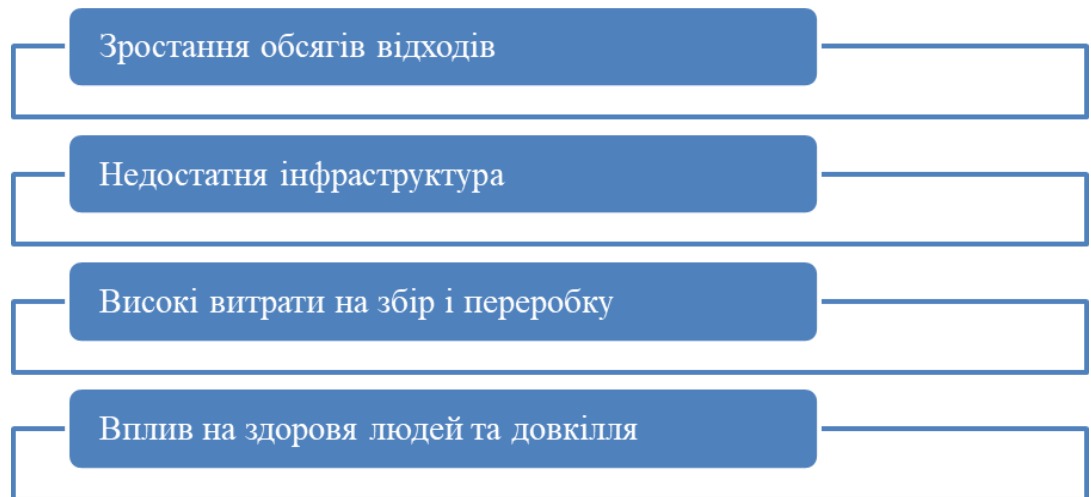 Зростання обсягів відходів
Недостатня інфраструктура
Високі витрати на збір і переробку
Вплив на здоровя людей та довкілля